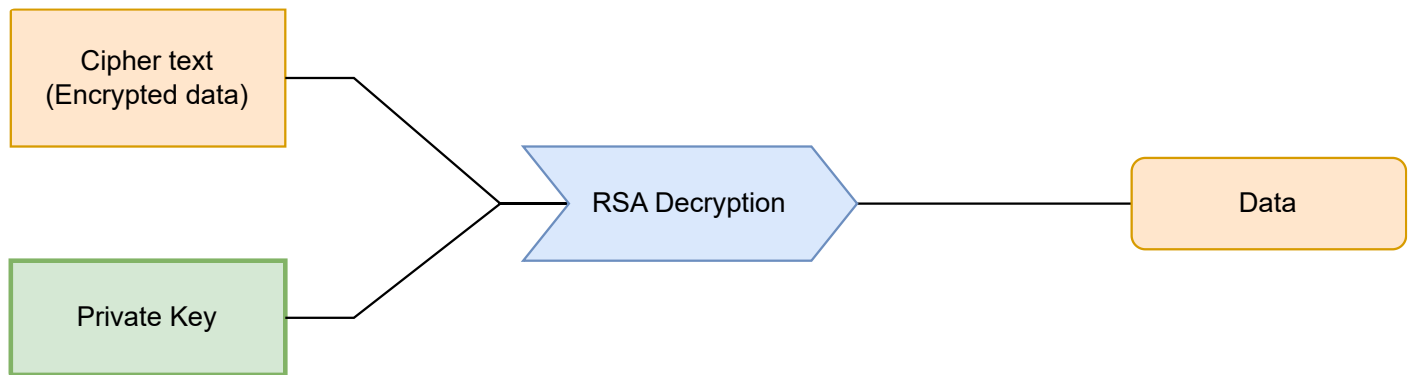 Cipher text
(Encrypted data)
RSA Decryption
Data
Private Key